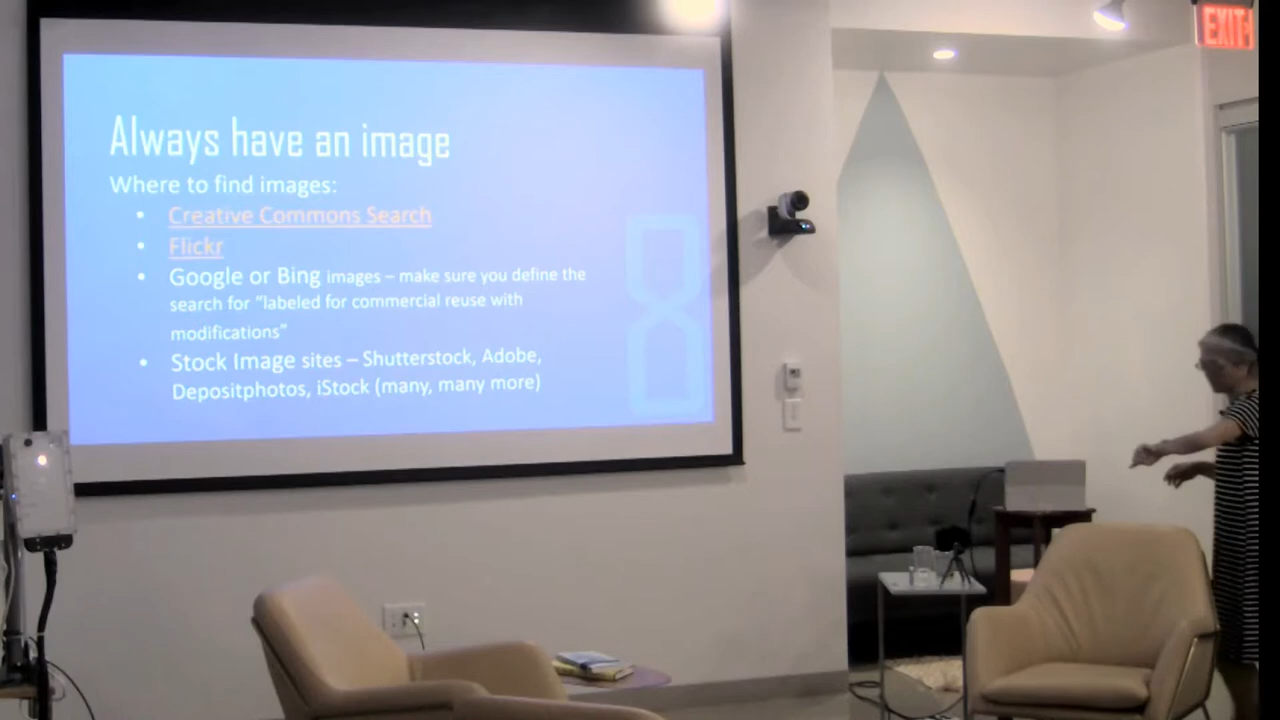 Always have an image
Where to find images:
• Creative Commons Search
• Flickr
• Google or Bing images – make sure you define the
search for "labeled for commercial reuse with
modifications"
• Stock Image sites – Shutterstock, Adobe,
Depositphotos, iStock (many, many more)
8
EXIT